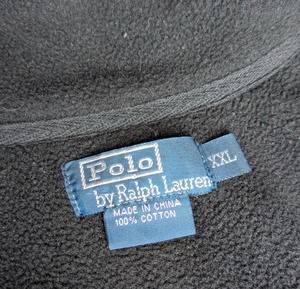 Polo
by Ralph Lauren
XXL
MADE IN CHINA
100% COTTON